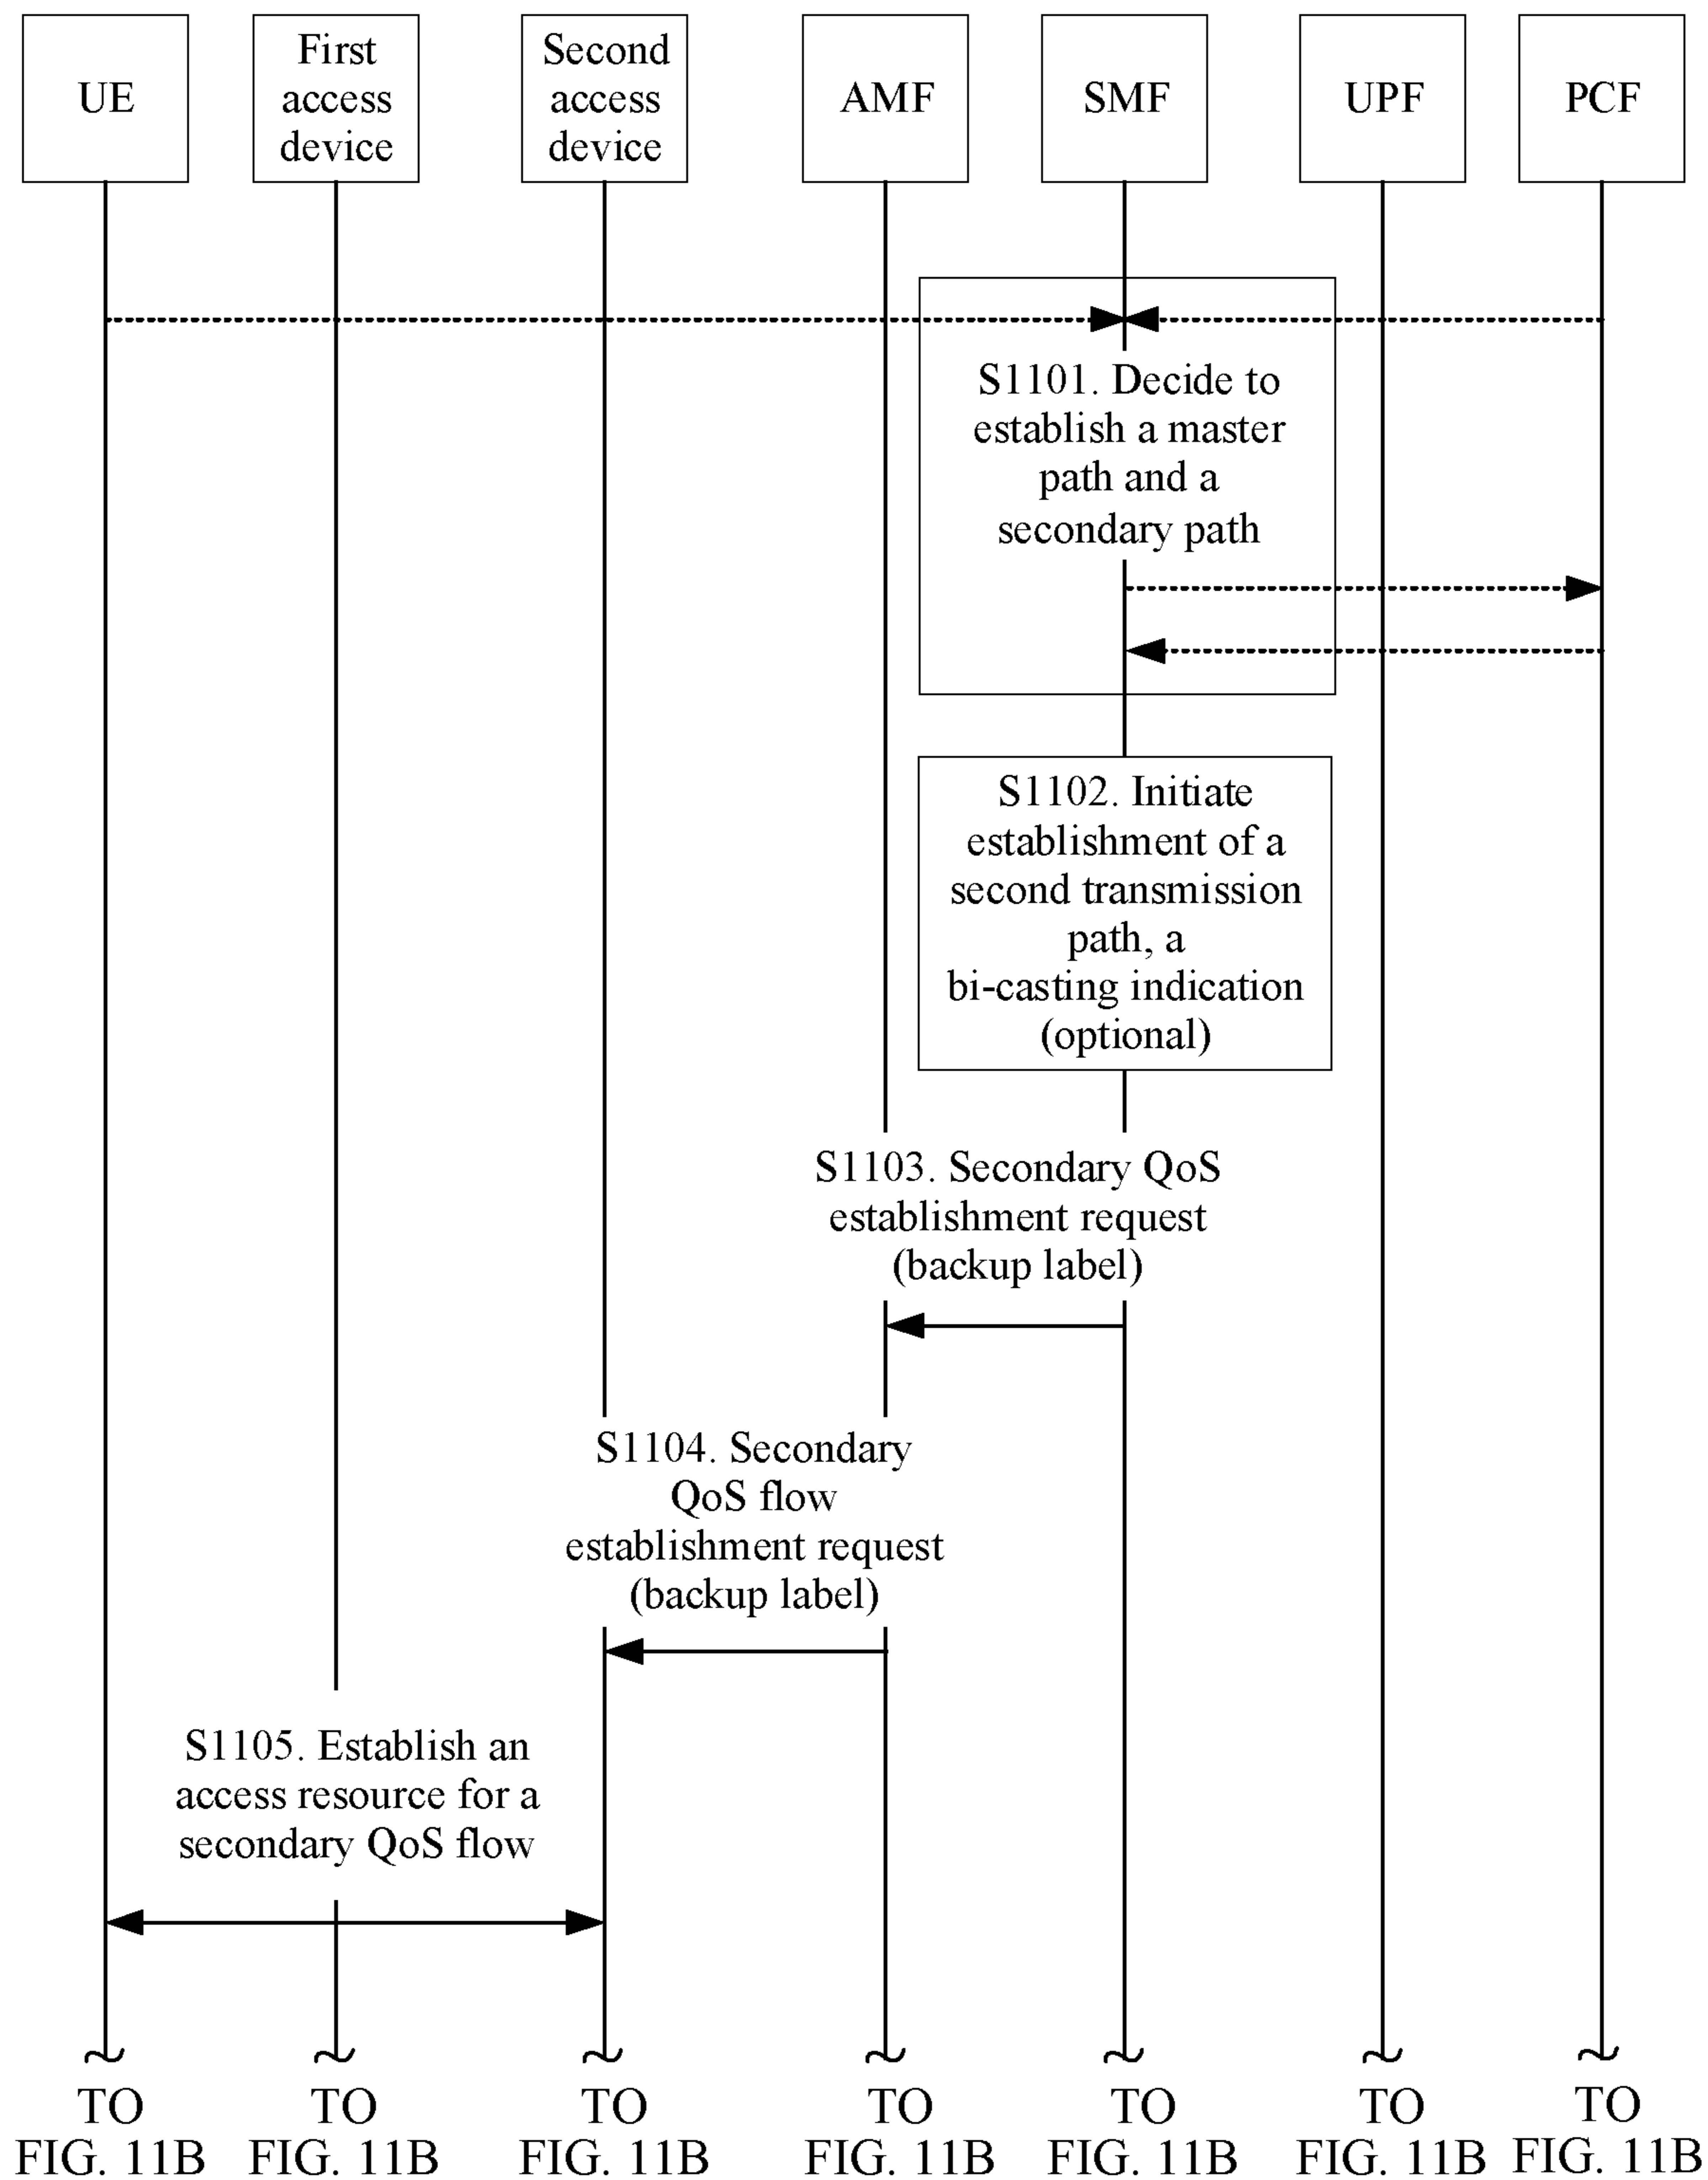 UE
First
access
device
Second
access
device
AMF
SMF
UPF
PCF
S1101. Decide to
establish a master
path and a
secondary path
S1102. Initiate
establishment of a
second transmission
path, a
bi-casting indication
(optional)
S1103. Secondary QoS
establishment request
(backup label)
S1104. Secondary
QoS flow
establishment request
(backup label)
S1105. Establish an
access resource for a
secondary QoS flow
TO
FIG. 11B
TO
FIG. 11B
TO
FIG. 11B
TO
FIG. 11B
TO
FIG. 11B
TO
FIG. 11B
TO
FIG. 11B